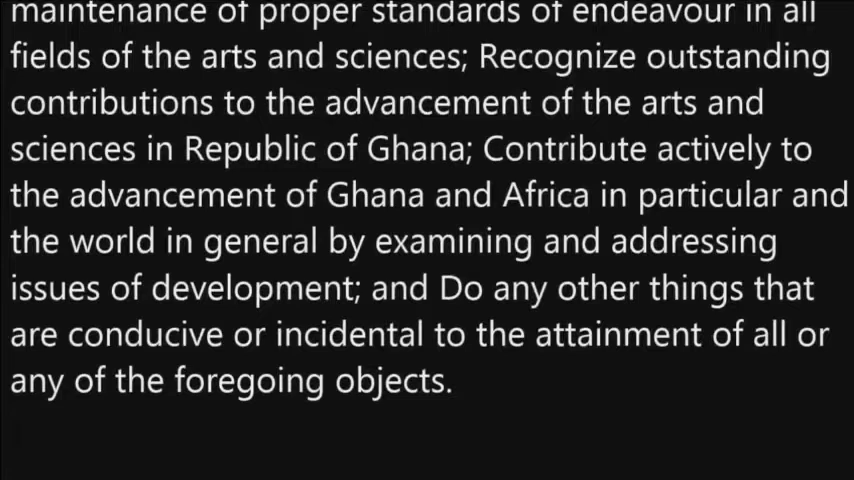 maintenance of proper standards of endeavour in all
fields of the arts and sciences; Recognize outstanding
contributions to the advancement of the arts and
sciences in Republic of Ghana; Contribute actively to
the advancement of Ghana and Africa in particular and
the world in general by examining and addressing
issues of development; and Do any other things that
are conducive or incidental to the attainment of all or
any of the foregoing objects.